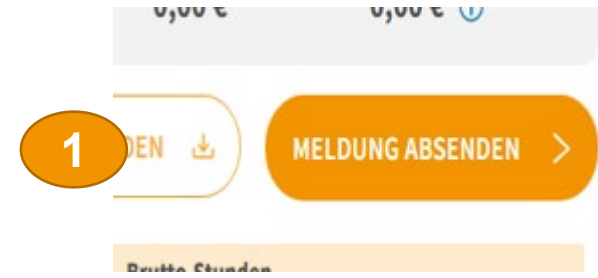 0,00 € 0,00 €
1 DEN MELDUNG ABSENDEN
Brutto Stunden